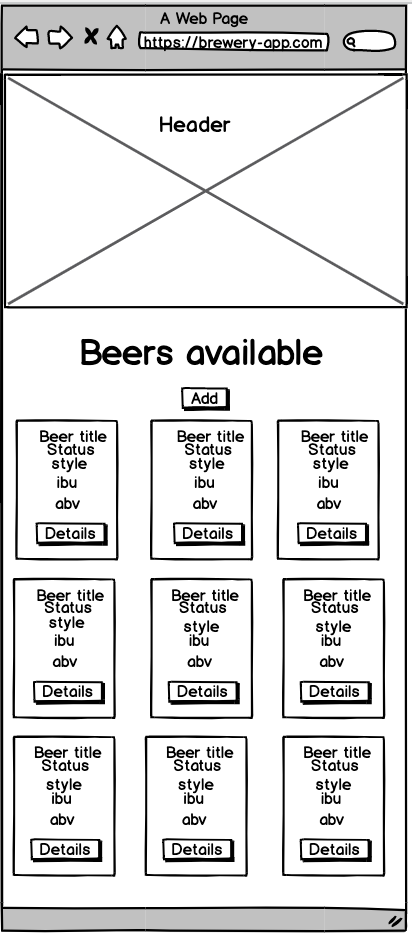 A Web Page
https://brewery-app.com
Header
Beers available
Add
Beer title
Status
style
ibu
abv
Details
Beer title
Status
style
ibu
abv
Details
Beer title
Status
style
ibu
abv
Details
Beer title
Status
style
ibu
abv
Details
Beer title
Status
style
ibu
abv
Details
Beer title
Status
style
ibu
abv
Details
Beer title
Status
style
ibu
abv
Details
Beer title
Status
style
ibu
abv
Details
Beer title
Status
style
ibu
abv
Details